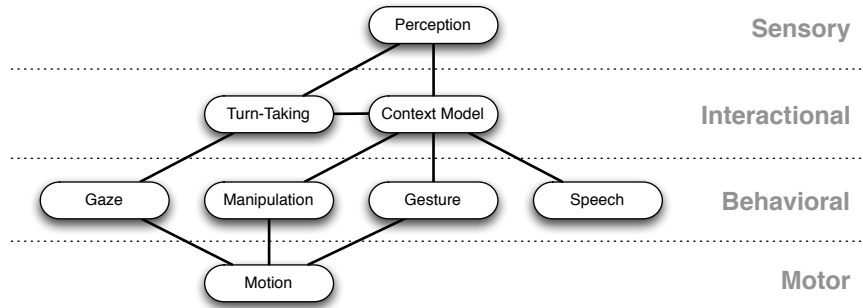 Perception
Sensory
Turn-Taking
Context Model
Interactional
Gaze
Manipulation
Gesture
Speech
Behavioral
Motion
Motor